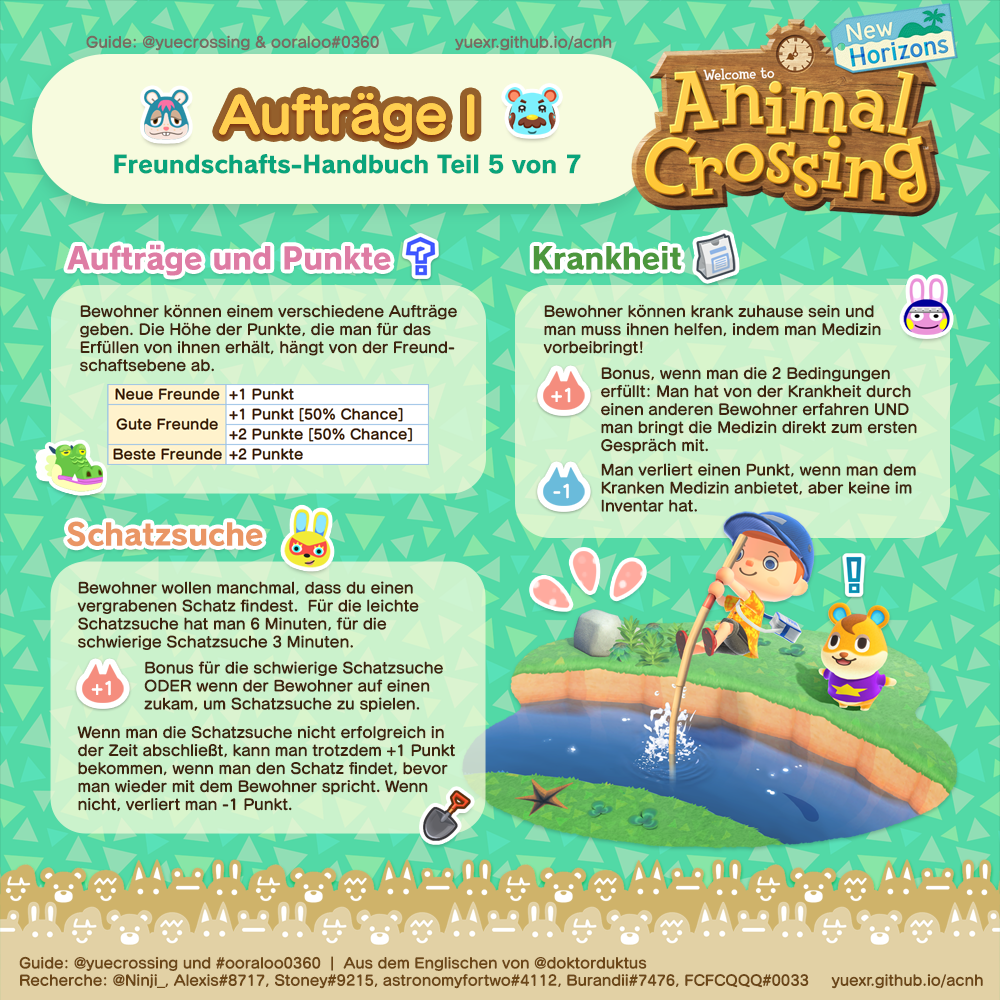 Guide: @yuecrossing & ooraloo#0360
yuexr.github.io/acnh
New
Horizons
Welcome to
Animal
Crossing
Aufträge I
Freundschafts-Handbuch Teil 5 von 7
Aufträge und Punkte
Bewohner können einem verschiedene Aufträge
geben. Die Höhe der Punkte, die man für das
Erfüllen von ihnen erhält, hängt von der Freund-
schaftsebene ab.
Neue Freunde +1 Punkt
Gute Freunde +1 Punkt [50% Chance]
+2 Punkte [50% Chance]
Beste Freunde +2 Punkte
Krankheit
Bewohner können krank zuhause sein und
man muss ihnen helfen, indem man Medizin
vorbeibringt!
+1
Bonus, wenn man die 2 Bedingungen
erfüllt: Man hat von der Krankheit durch
einen anderen Bewohner erfahren UND
man bringt die Medizin direkt zum ersten
Gespräch mit.
-1
Man verliert einen Punkt, wenn man dem
Kranken Medizin anbietet, aber keine im
Inventar hat.
Schatzsuche
Bewohner wollen manchmal, dass du einen
vergrabenen Schatz findest. Für die leichte
Schatzsuche hat man 6 Minuten, für die
schwierige Schatzsuche 3 Minuten.
+1
Bonus für die schwierige Schatzsuche
ODER wenn der Bewohner auf einen
zukam, um Schatzsuche zu spielen.
Wenn man die Schatzsuche nicht erfolgreich in
der Zeit abschließt, kann man trotzdem +1 Punkt
bekommen, wenn man den Schatz findet, bevor
man wieder mit dem Bewohner spricht. Wenn
nicht, verliert man -1 Punkt.
Guide: @yuecrossing und #ooraloo0360 | Aus dem Englischen von @doktorduktus
Recherche: @Ninji_, Alexis#8717, Stoney#9215, astronomyfortwo#4112, Burandii#7476, FCFCQQQ#0033
yuexr.github.io/acnh